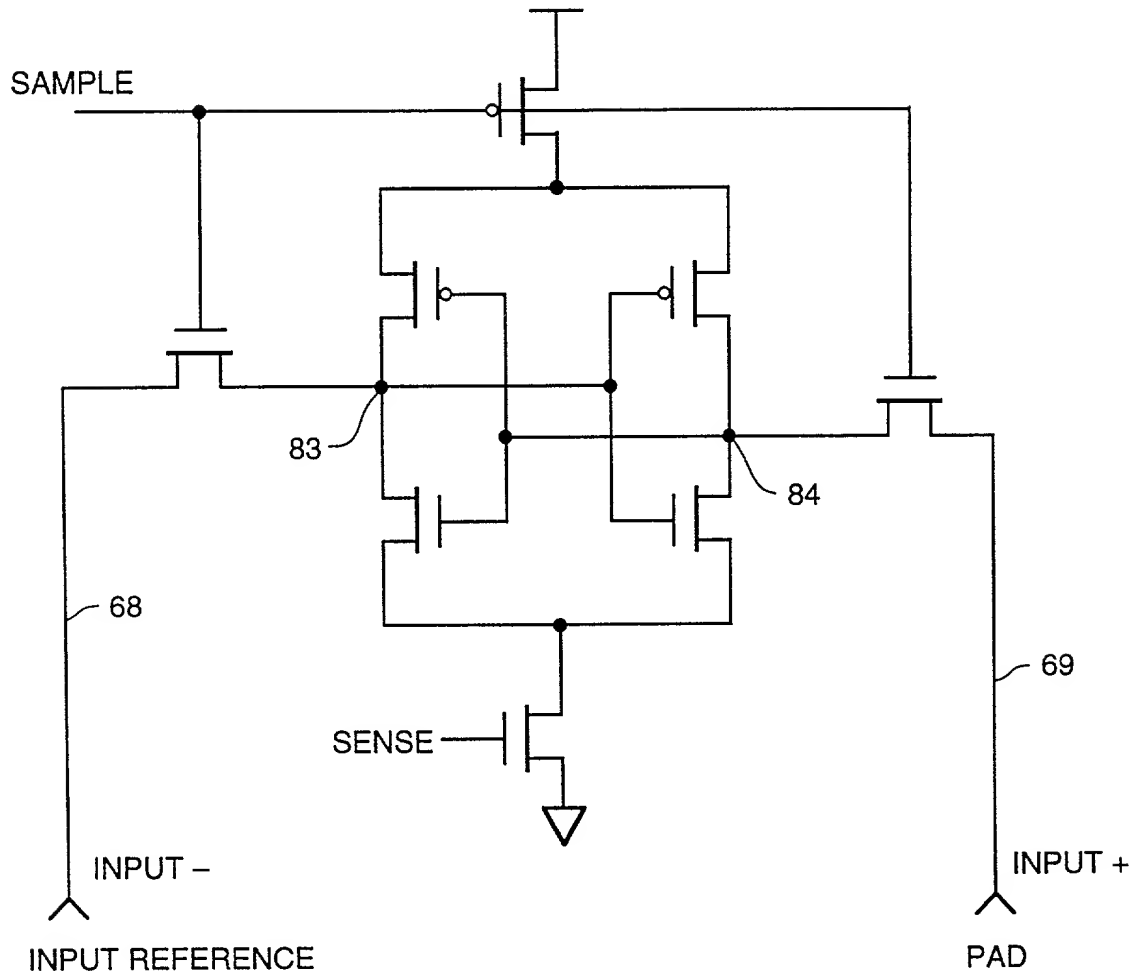 SAMPLE
83
84
68
69
SENSE
INPUT –
INPUT +
INPUT REFERENCE
PAD